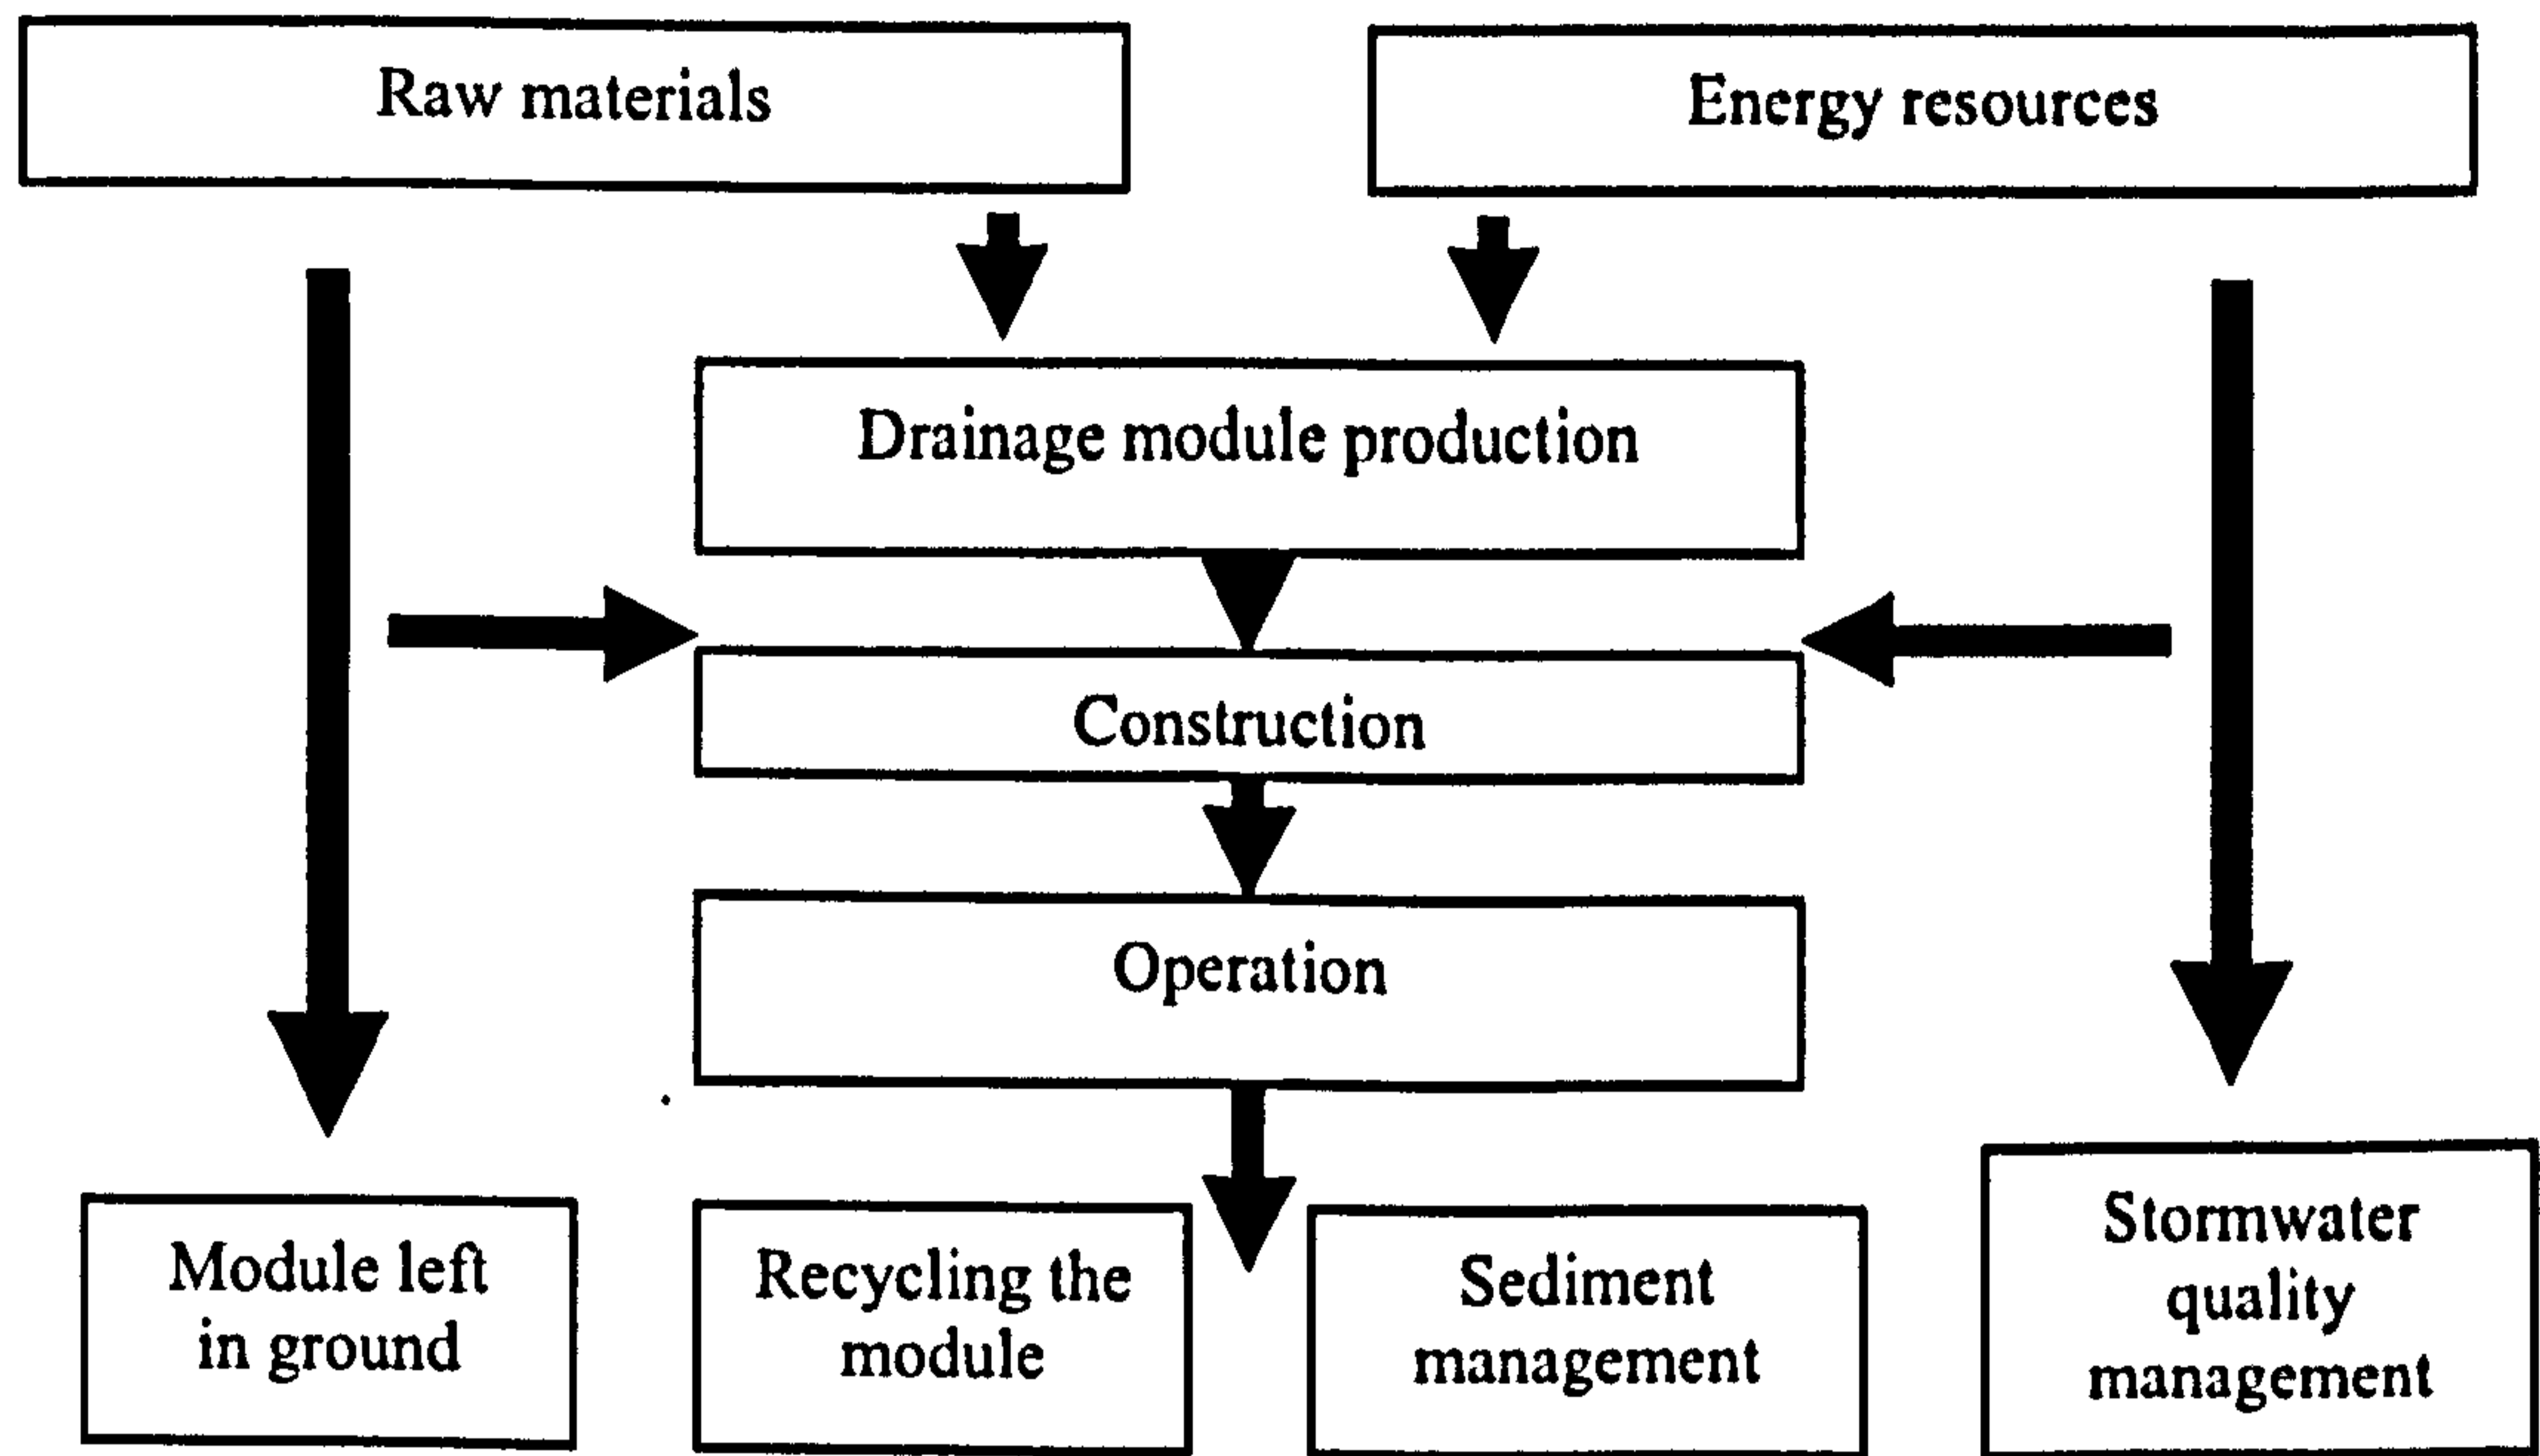 Raw materials
Energy resources
Drainage module production
Construction
Operation
Module left
in ground
Recycling the
module
Sediment
management
Stormwater
quality
management